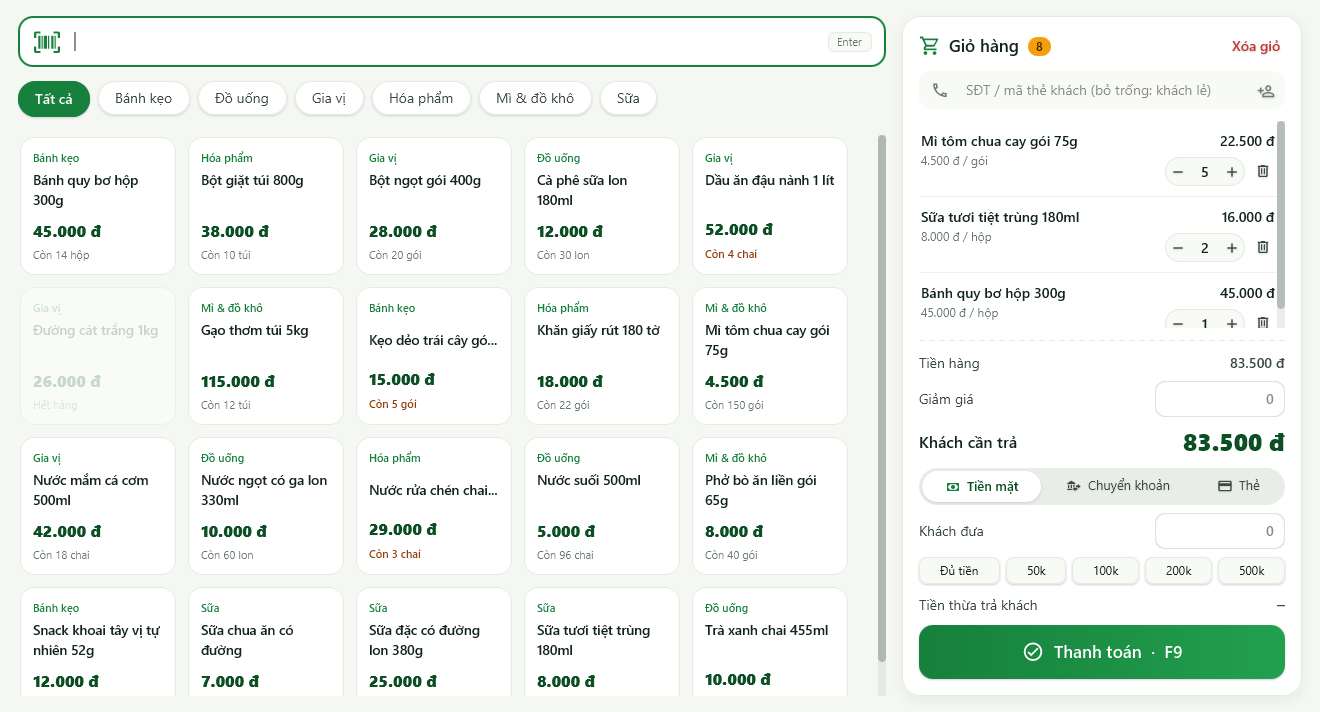 Enter
Tất cả
Bánh kẹo
Đồ uống
Gia vị
Hóa phẩm
Mì & đồ khô
Sữa
Bánh kẹo
Bánh quy bơ hộp
300g
45.000 đ
Còn 14 hộp
Hóa phẩm
Bột giặt túi 800g
38.000 đ
Còn 10 túi
Gia vị
Bột ngọt gói 400g
28.000 đ
Còn 20 gói
Đồ uống
Cà phê sữa lon
180ml
12.000 đ
Còn 30 lon
Gia vị
Dầu ăn đậu nành 1 lít
52.000 đ
Còn 4 chai
Gia vị
Đường cát trắng 1kg
26.000 đ
Hết hàng
Mì & đồ khô
Gạo thơm túi 5kg
115.000 đ
Còn 12 túi
Bánh kẹo
Kẹo dẻo trái cây gó...
15.000 đ
Còn 5 gói
Hóa phẩm
Khăn giấy rút 180 tờ
18.000 đ
Còn 22 gói
Mì & đồ khô
Mì tôm chua cay gói
75g
4.500 đ
Còn 150 gói
Gia vị
Nước mắm cá cơm
500ml
42.000 đ
Còn 18 chai
Đồ uống
Nước ngọt có ga lon
330ml
10.000 đ
Còn 60 lon
Hóa phẩm
Nước rửa chén chai...
29.000 đ
Còn 3 chai
Đồ uống
Nước suối 500ml
5.000 đ
Còn 96 chai
Mì & đồ khô
Phở bò ăn liền gói
65g
8.000 đ
Còn 40 gói
Bánh kẹo
Snack khoai tây vị tự
nhiên 52g
12.000 đ
Sữa
Sữa chua ăn có
đường
7.000 đ
Sữa
Sữa đặc có đường
lon 380g
25.000 đ
Sữa
Sữa tươi tiệt trùng
180ml
8.000 đ
Đồ uống
Trà xanh chai 455ml
10.000 đ
Giỏ hàng 8
Xóa giỏ
SĐT / mã thẻ khách (bỏ trống: khách lẻ)
Mì tôm chua cay gói 75g 22.500 đ
4.500 đ / gói
− 5 +
Sữa tươi tiệt trùng 180ml 16.000 đ
8.000 đ / hộp
− 2 +
Bánh quy bơ hộp 300g 45.000 đ
45.000 đ / hộp
− 1 +
Tiền hàng 83.500 đ
Giảm giá 0
Khách cần trả 83.500 đ
Tiền mặt Chuyển khoản Thẻ
Khách đưa 0
Đủ tiền 50k 100k 200k 500k
Tiền thừa trả khách –
Thanh toán · F9